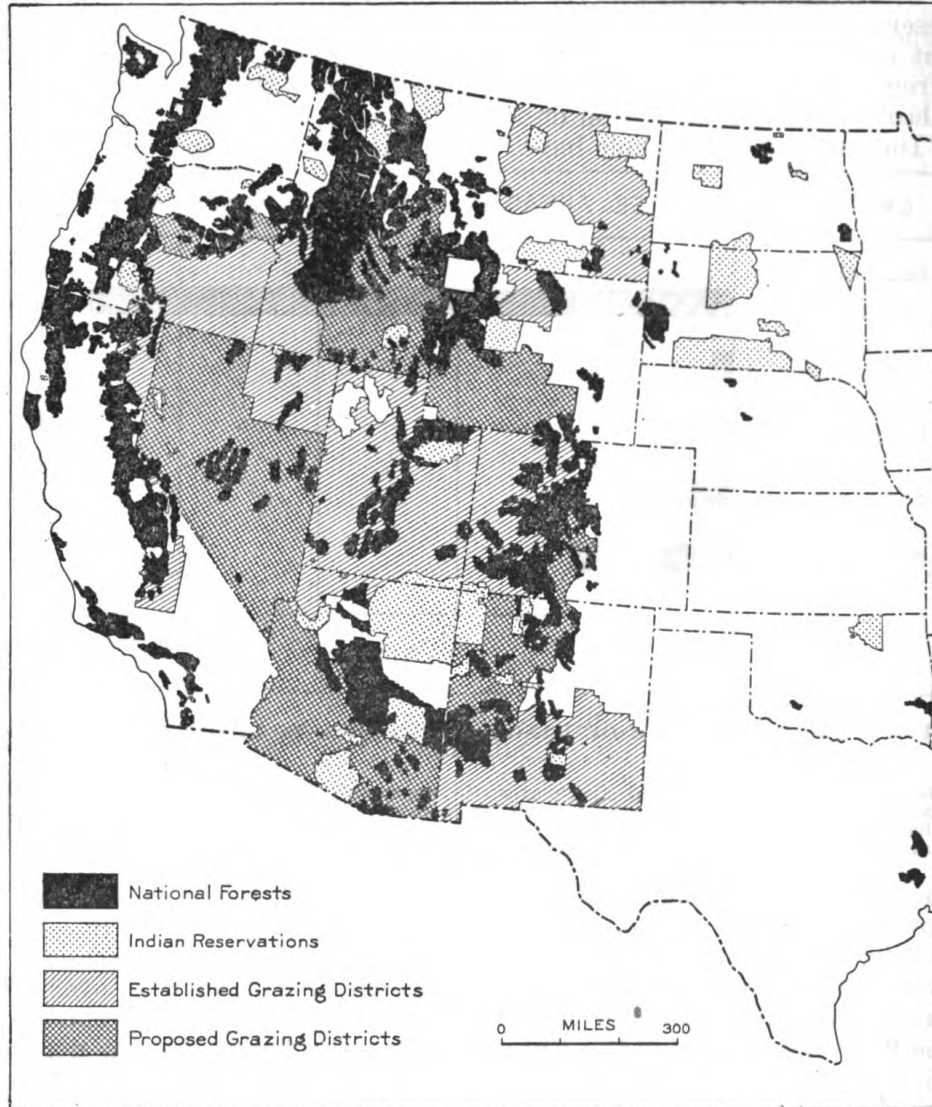 National Forests
Indian Reservations
Established Grazing Districts
Proposed Grazing Districts
0 MILES 300